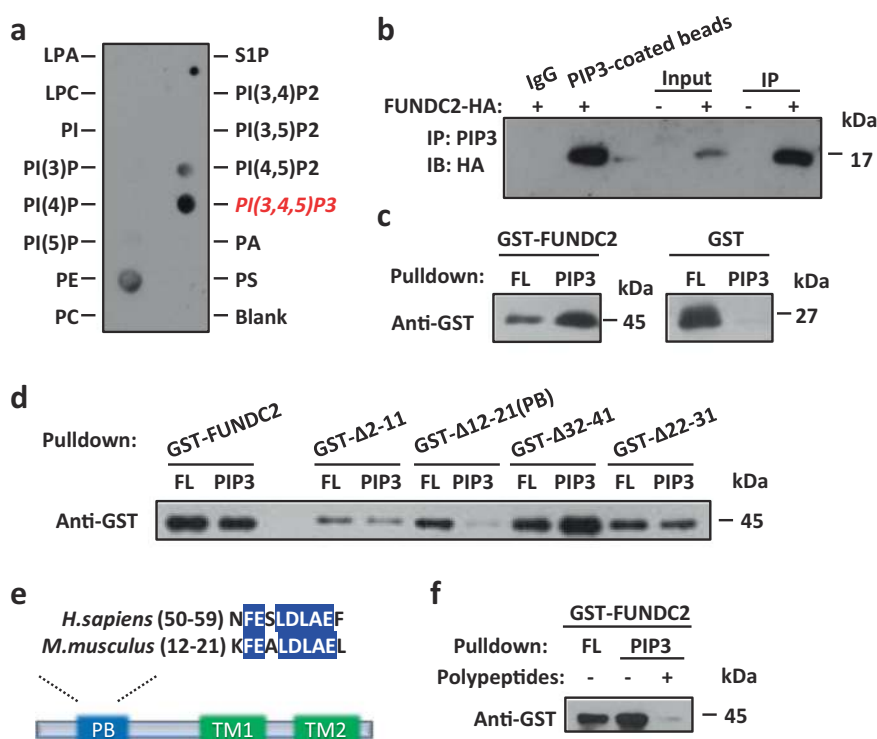 a
LPA
LPC
PI
PI(3)P
PI(4)P
PI(5)P
PE
PC
S1P
PI(3,4)P2
PI(3,5)P2
PI(4,5)P2
PI(3,4,5)P3
PA
PS
Blank
b
IgG PIP3-coated beads Input IP
FUNDC2-HA + + - + - + kDa
IP: PIP3
IB: HA
17
c
GST-FUNDC2 GST
Pulldown: FL PIP3 kDa FL PIP3 kDa
Anti-GST 45 27
d
Pulldown: GST-FUNDC2 GST-Δ2-11 GST-Δ12-21(PB) GST-Δ32-41 GST-Δ22-31
FL PIP3 FL PIP3 FL PIP3 FL PIP3 FL PIP3 kDa
Anti-GST 45
e
H.sapiens (50-59) NFESLDLAEF
M.musculus (12-21) KFEALDLAEL
PB TM1 TM2
f
GST-FUNDC2
Pulldown: FL PIP3
Polypeptides: - - + kDa
Anti-GST 45